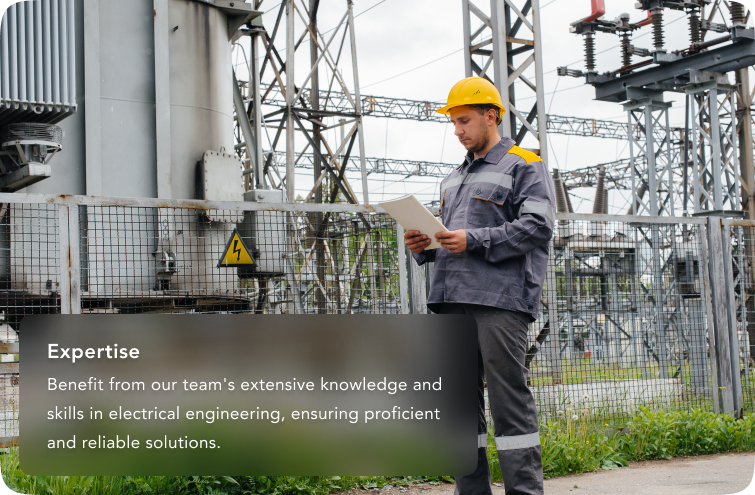 Expertise
Benefit from our team's extensive knowledge and
skills in electrical engineering, ensuring proficient
and reliable solutions.